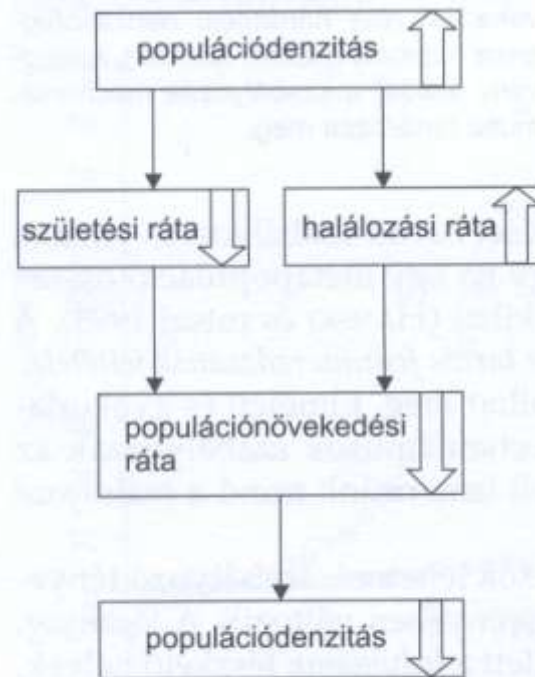 populációdenzitás
születési ráta
halálozási ráta
populációnövekedési
ráta
populációdenzitás